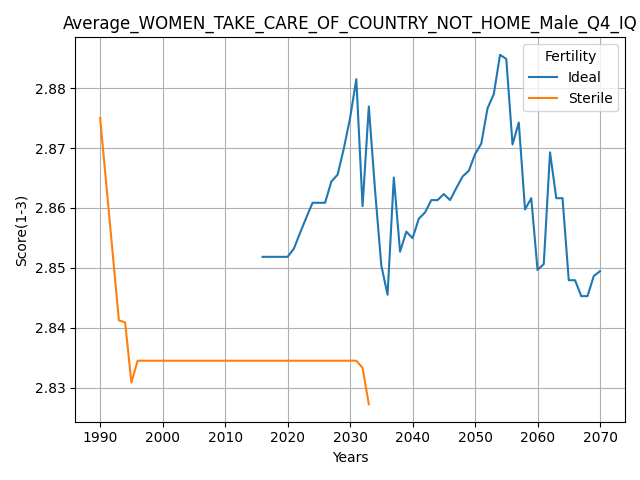 Average_WOMEN_TAKE_CARE_OF_COUNTRY_NOT_HOME_Male_Q4_IQ
Fertility
Ideal
Sterile
Score(1-3)
2.88
2.87
2.86
2.85
2.84
2.83
1990 2000 2010 2020 2030 2040 2050 2060 2070
Years